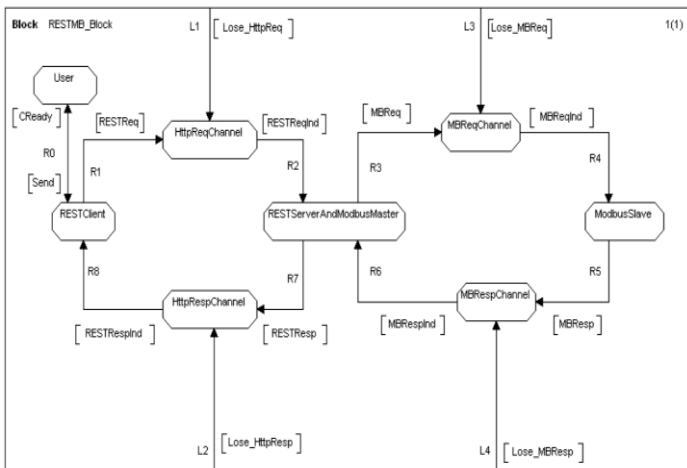 Block RESTMB_Block
L1
[Lose_HttpReq]
L3
[Lose_MBReq]
1(1)
User
[CReady]
[RESTReq]
HttpReqChannel
[RESTReqInd]
[MBReq]
MBReqChannel
[MBReqInd]
R0
R1
R2
R3
R4
[Send]
RESTClient
RESTServerAndModbusMaster
ModbusSlave
R8
R7
R6
R5
HttpRespChannel
MBRespChannel
[RESTRespInd]
[RESTResp]
[MBRespInd]
[MBResp]
L2
[Lose_HttpResp]
L4
[Lose_MBResp]